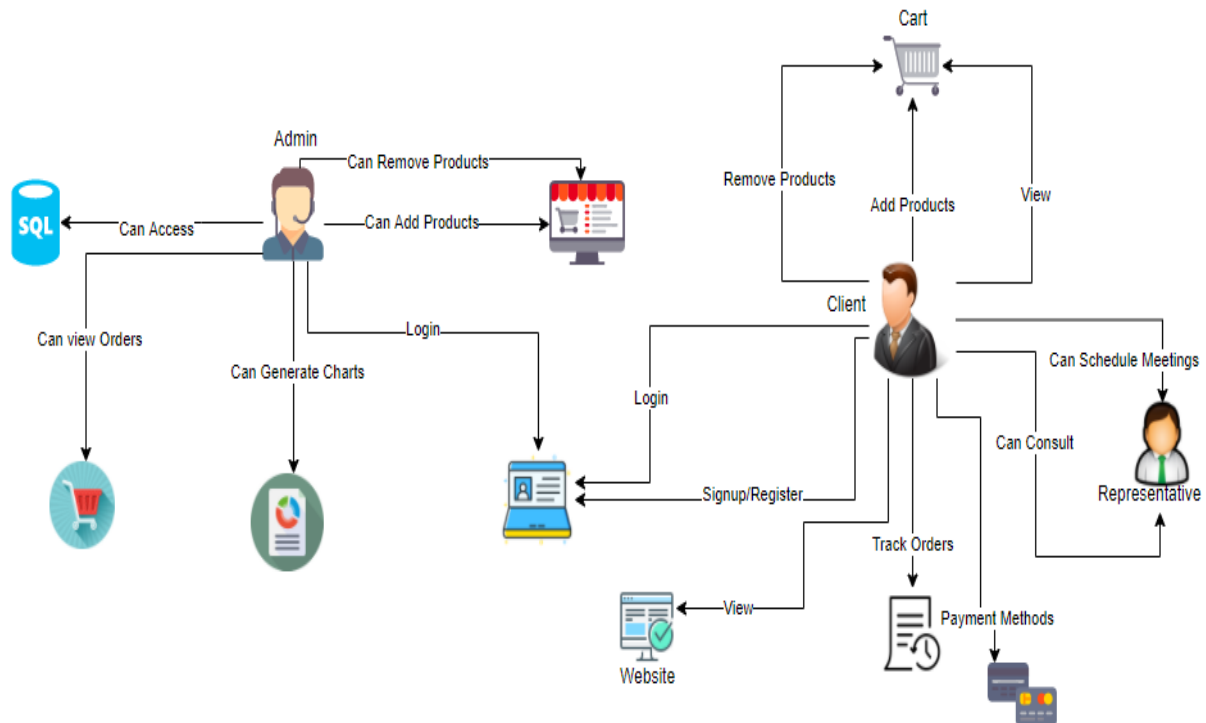 Cart
Admin
Can Remove Products
Remove Products
Add Products
View
SQL
Can Access
Can Add Products
Client
Can view Orders
Login
Can Generate Charts
Can Schedule Meetings
Login
Can Consult
Signup/Register
Representative
Track Orders
View
Payment Methods
Website